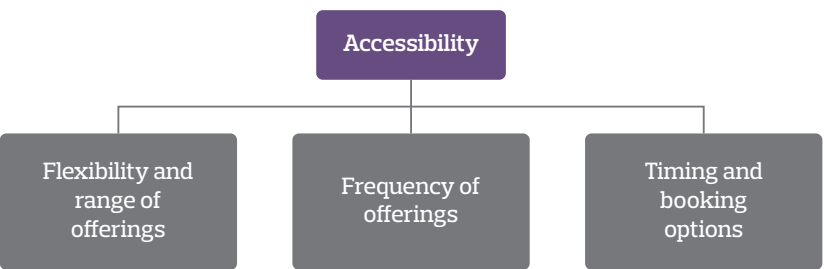 Accessibility
Flexibility and
range of
offerings
Frequency of
offerings
Timing and
booking
options